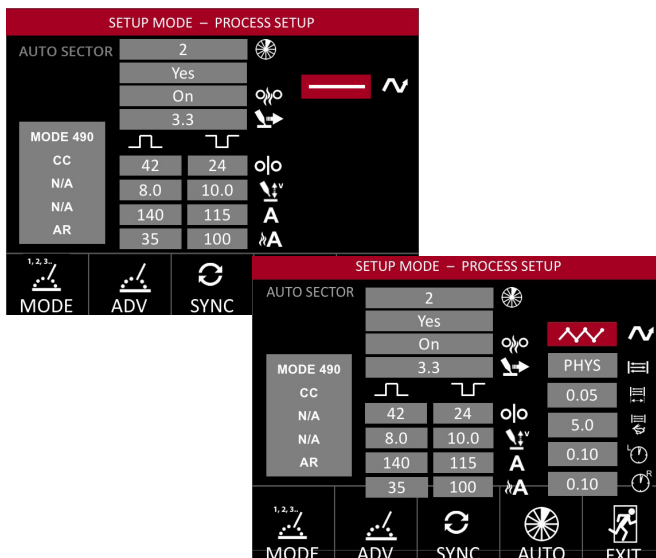 SETUP MODE – PROCESS SETUP
AUTO SECTOR 2
Yes
On
3.3
MODE 490
CC 42 24
N/A 8.0 10.0
N/A 140 115 A
AR 35 100 A
1, 2, 3..
MODE ADV SYNC
SETUP MODE – PROCESS SETUP
AUTO SECTOR 2
Yes
On
3.3 PHYS
MODE 490
CC 0.05
N/A 42 24 5.0
N/A 8.0 10.0 V
AR 140 115 A 0.10 L
35 100 A 0.10 R
1, 2, 3..
MODE ADV SYNC AUTO EXIT